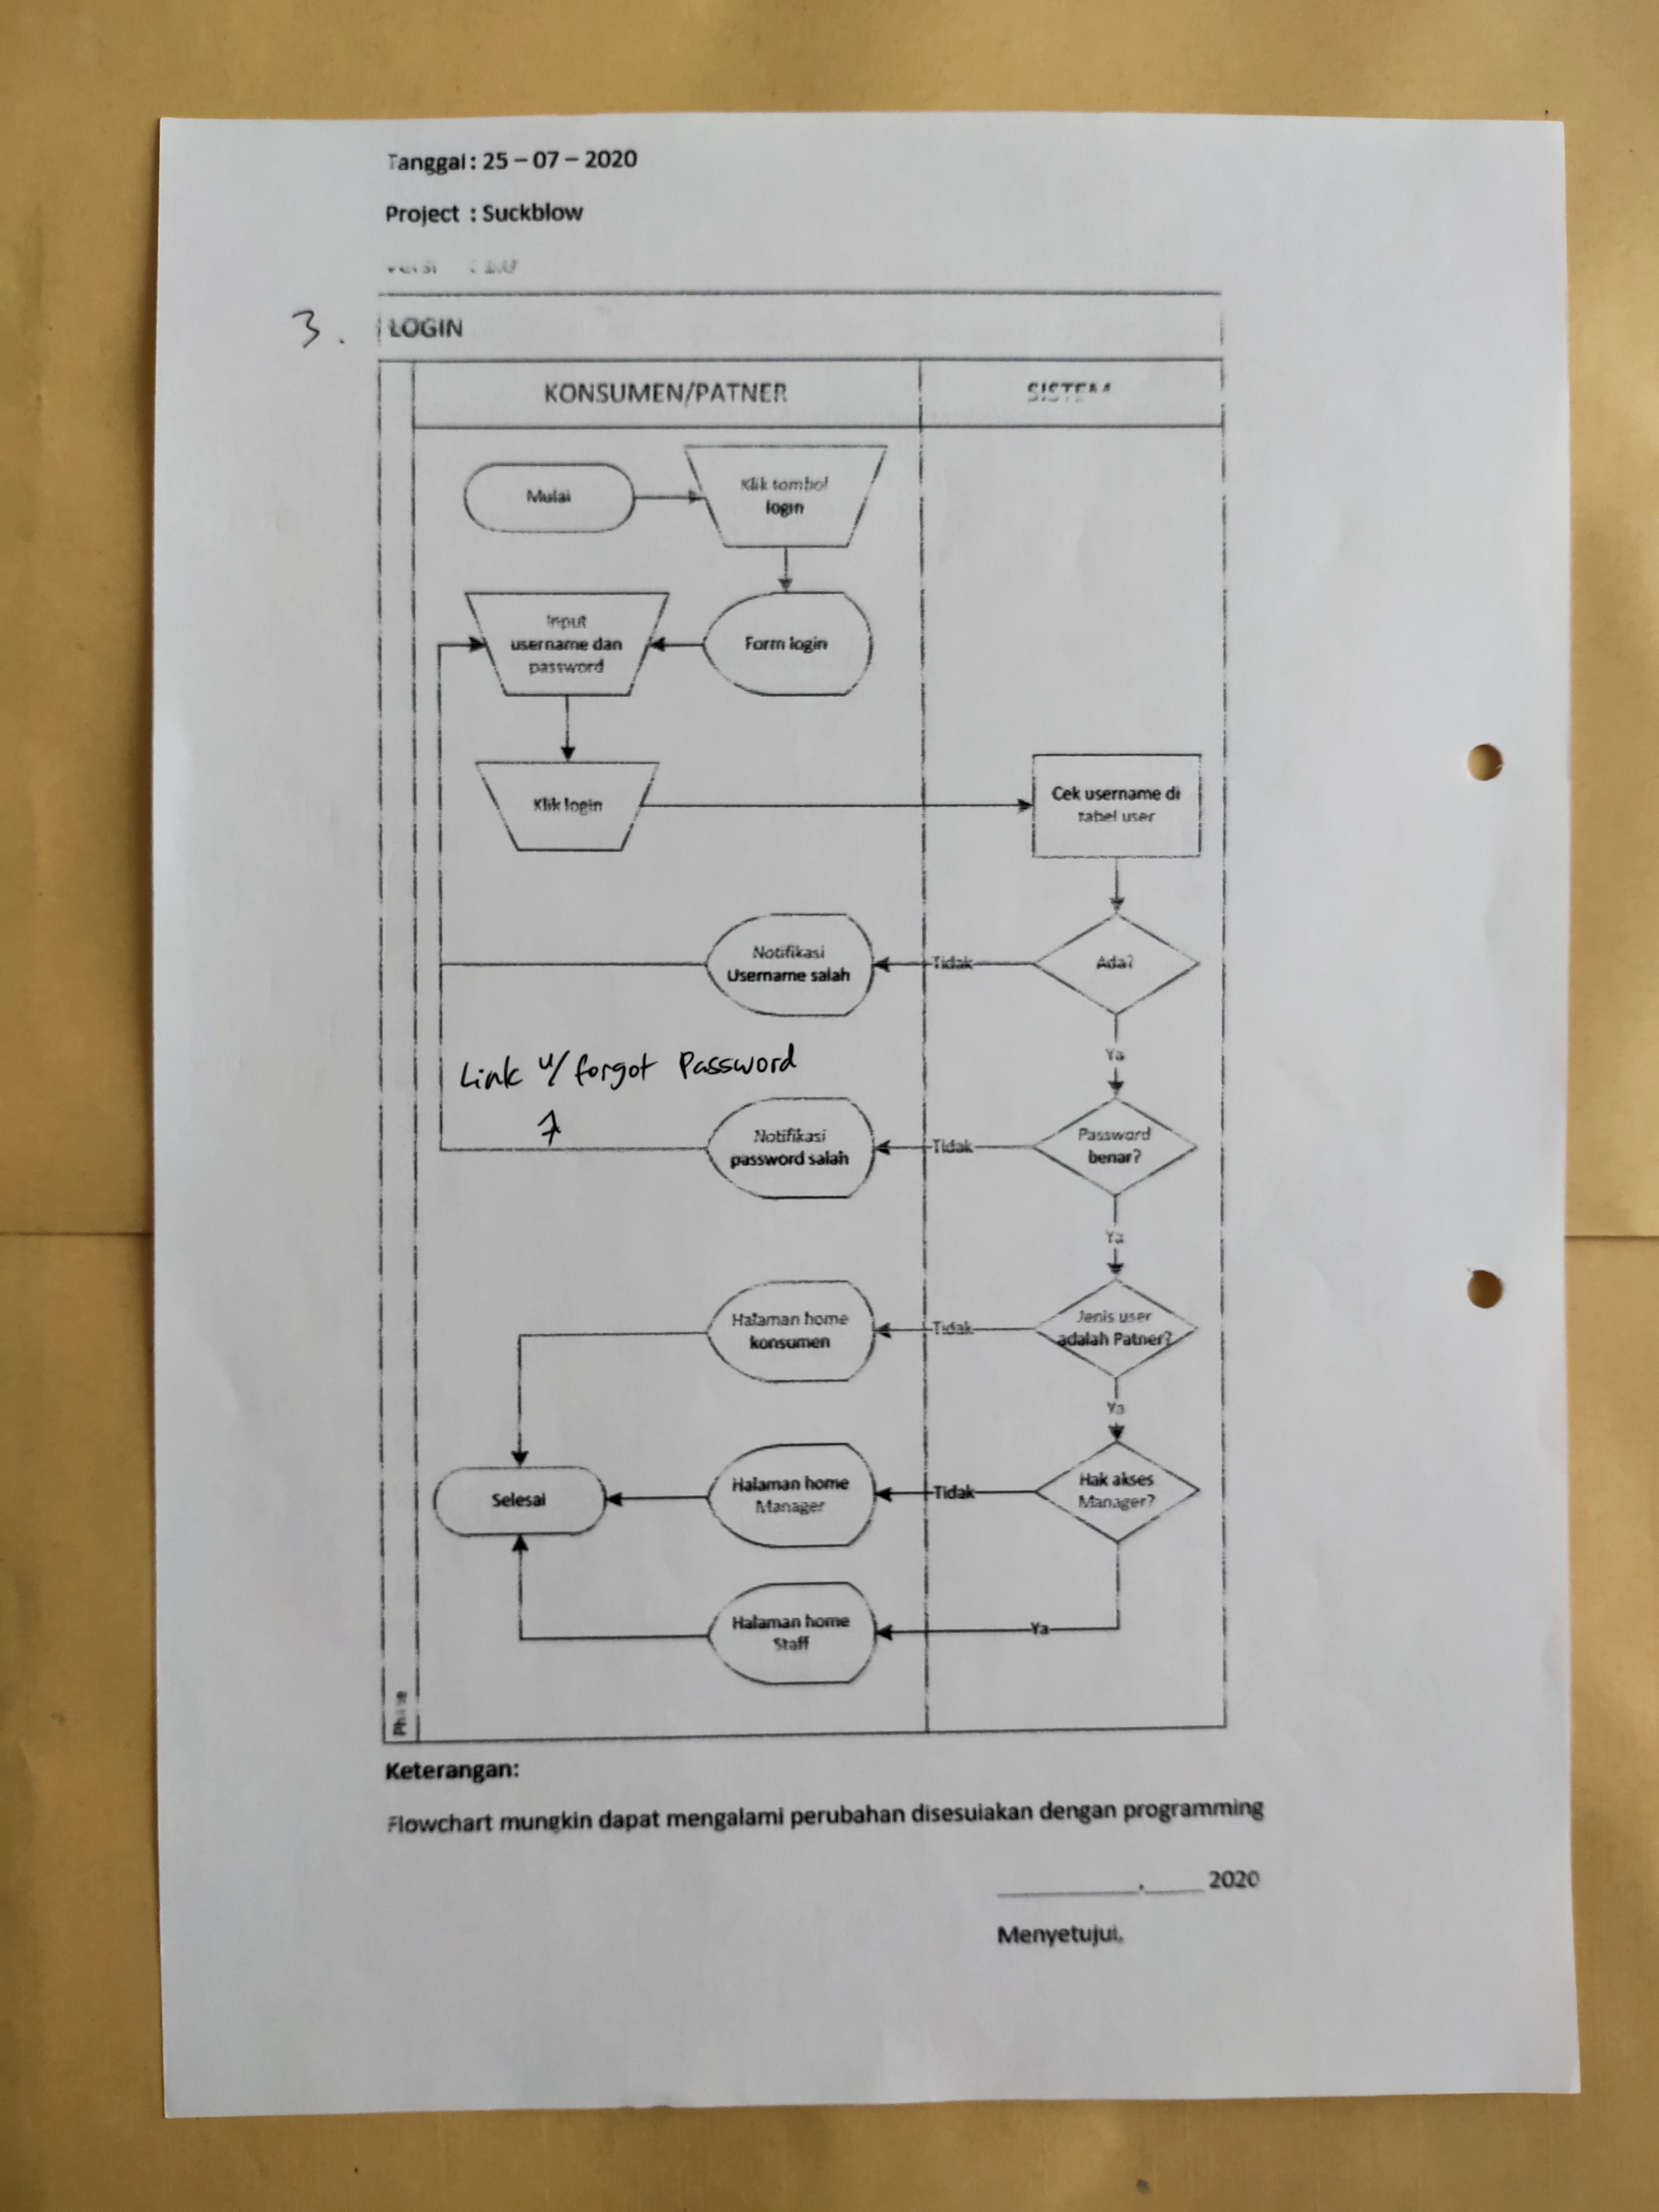 Tanggal : 25 – 07 – 2020
Project : Suckblow
3.
LOGIN
KONSUMEN/PATNER
SISTEM
Mulai
Klik tombol
login
Form login
Input
username dan
password
Klik login
Cek username di
tabel user
Ada?
Tidak
Ya
Notifikasi
Username salah
Link u/ forgot Password
Password
benar?
Tidak
Ya
Notifikasi
password salah
Jenis user
adalah Patner?
Tidak
Ya
Halaman home
konsumen
Hak akses
Manager?
Tidak
Ya
Halaman home
Manager
Halaman home
Staff
Selesai
Keterangan:
Flowchart mungkin dapat mengalami perubahan disesuiakan dengan programming
__________,______2020
Menyetujui,